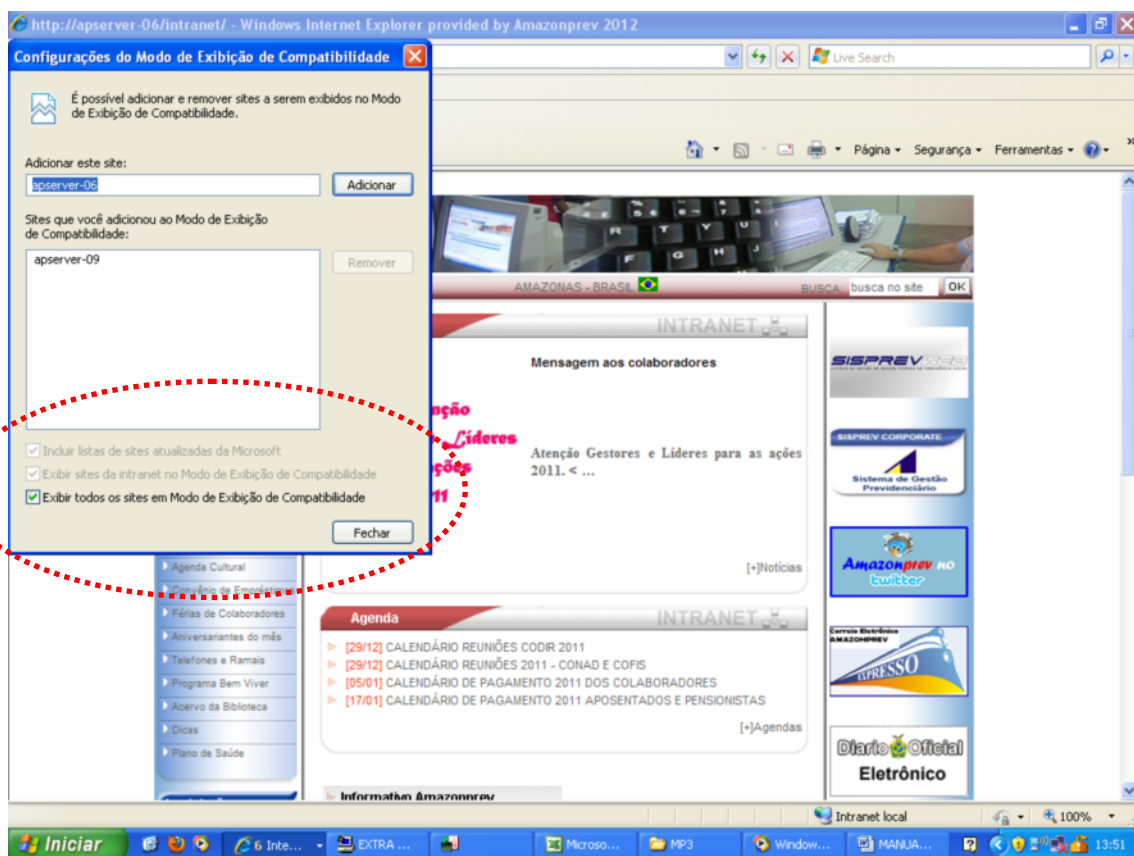 http://apserver-06/intranet/ - Windows Internet Explorer provided by Amazonprev 2012
Configurações do Modo de Exibição de Compatibilidade
Live Search
É possível adicionar e remover sites a serem exibidos no Modo
de Exibição de Compatibilidade.
Página
Segurança
Ferramentas
Adicionar este site:
apserver-06
Adicionar
Sites que você adicionou ao Modo de Exibição
de Compatibilidade:
apserver-09
Remover
Incluir listas de sites atualizadas da Microsoft
Exibir sites da intranet no Modo de Exibição de Compatibilidade
Exibir todos os sites em Modo de Exibição de Compatibilidade
Fechar
AMAZONAS - BRASIL
BUSCA:
busca no site
OK
INTRANET
Mensagem aos colaboradores
Líderes
11
Atenção Gestores e Líderes para as ações
2011. < ...
[+]Notícias
Agenda Cultural
Convênio de Empréstimos
Férias de Colaboradores
Aniversariantes do mês
Telefones e Ramais
Programa Bem Viver
Acervo da Biblioteca
Dicas
Plano de Saúde
Agenda
INTRANET
[29/12] CALENDÁRIO REUNIÕES CODIR 2011
[29/12] CALENDÁRIO REUNIÕES 2011 - CONAD E COFIS
[05/01] CALENDÁRIO DE PAGAMENTO 2011 DOS COLABORADORES
[17/01] CALENDÁRIO DE PAGAMENTO 2011 APOSENTADOS E PENSIONISTAS
[+]Agendas
Informativo Amazonprev
SISPREV WEB
SISPREV CORPORATE
Sistema de Gestão
Previdenciário
Amazonprev no
twitter
Correio Eletrônico
AMAZONPREV
EXPRESSO
Diario Oficial
Eletrônico
Intranet local
100%
Iniciar
6 Inte...
EXTRA ...
Microso...
MP3
Window...
MANUA...
13:51